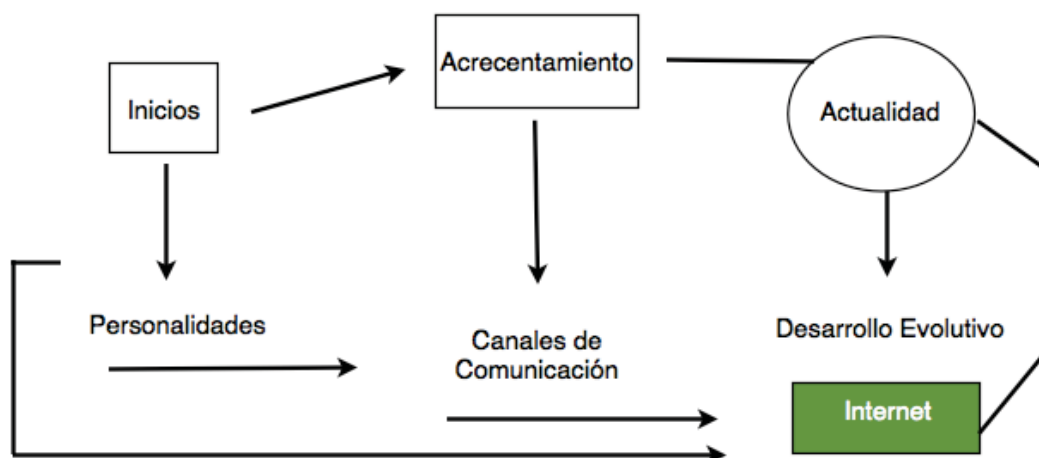 Inicios
Acrecentamiento
Actualidad
Personalidades
Canales de
Comunicación
Desarrollo Evolutivo
Internet